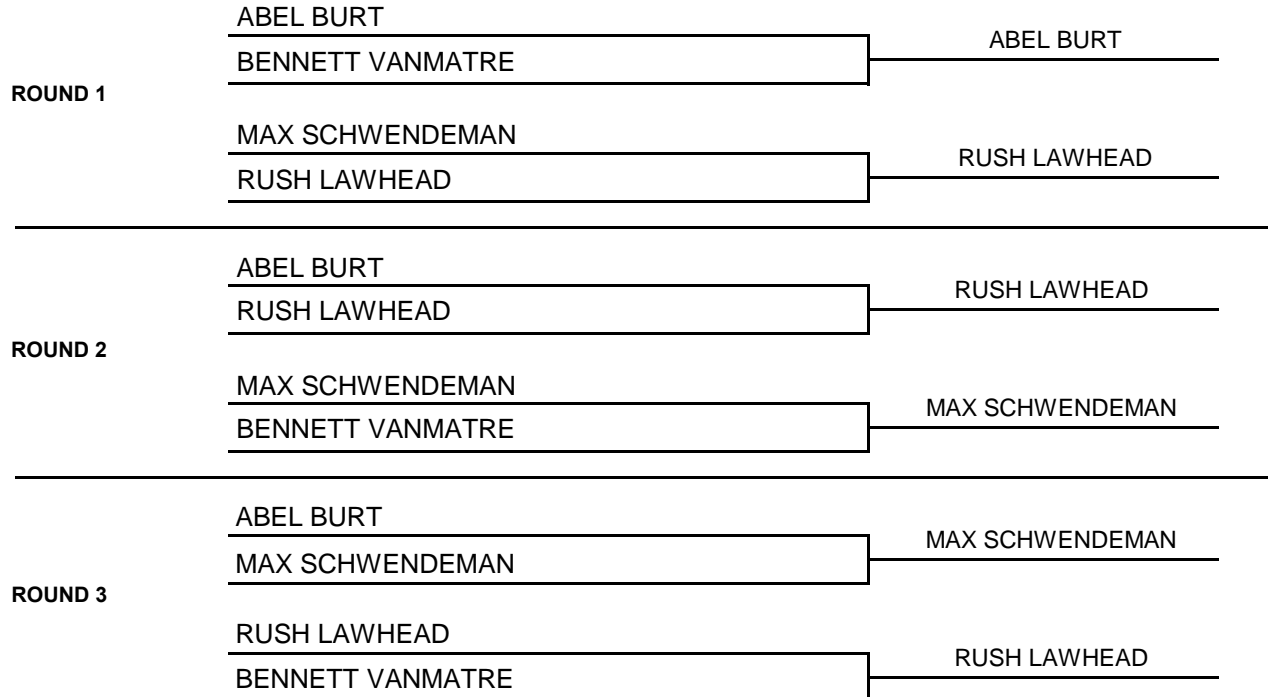 ABEL BURT
ABEL BURT
BENNETT VANMATRE
ROUND 1
MAX SCHWENDEMAN
RUSH LAWHEAD
RUSH LAWHEAD
ABEL BURT
RUSH LAWHEAD
RUSH LAWHEAD
ROUND 2
MAX SCHWENDEMAN
MAX SCHWENDEMAN
BENNETT VANMATRE
ABEL BURT
MAX SCHWENDEMAN
MAX SCHWENDEMAN
ROUND 3
RUSH LAWHEAD
RUSH LAWHEAD
BENNETT VANMATRE